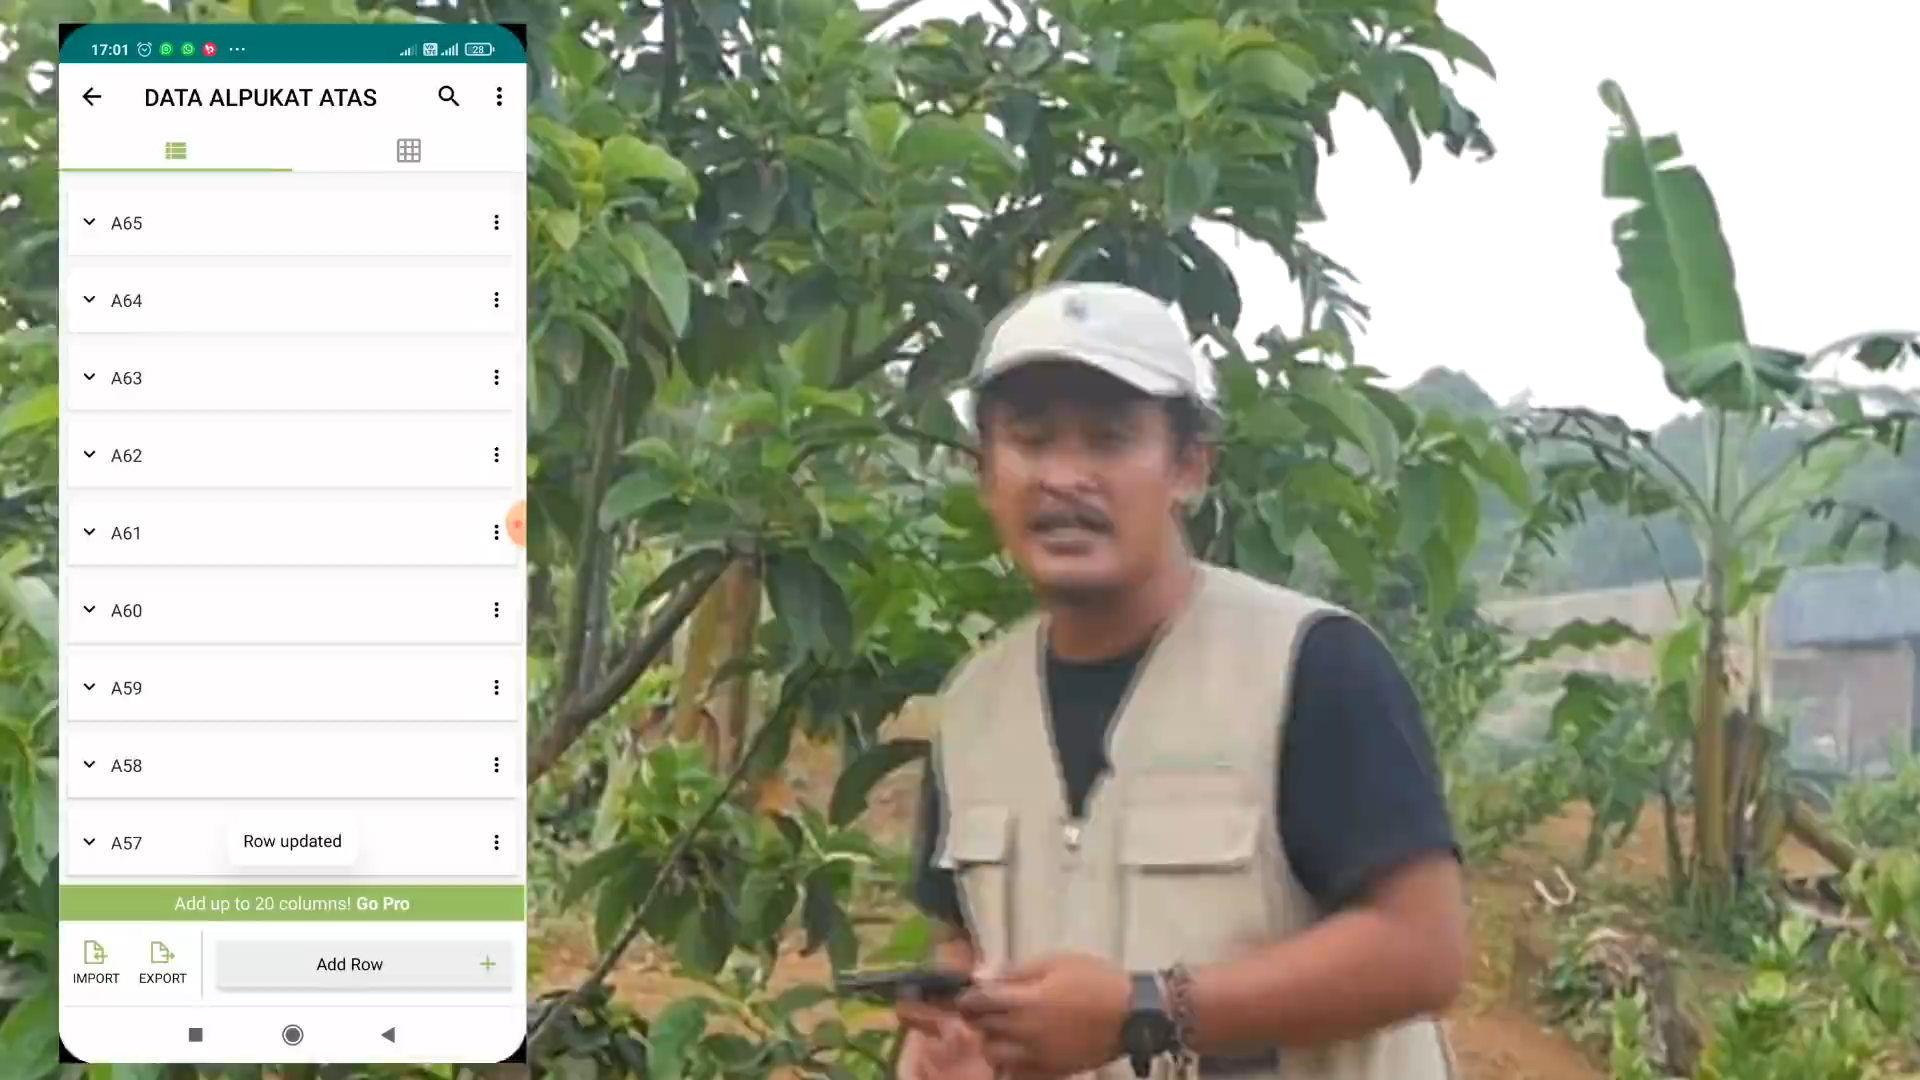 17:01
28
DATA ALPUKAT ATAS
A65
A64
A63
A62
A61
A60
A59
A58
A57
Row updated
Add up to 20 columns! Go Pro
IMPORT
EXPORT
Add Row +